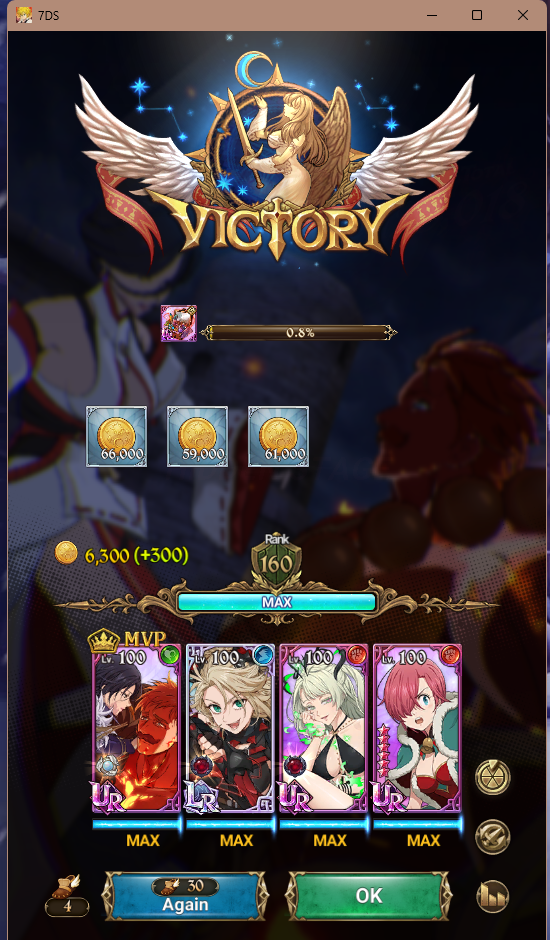 7DS
VICTORY
0.8%
66,000 59,000 61,000
Rank
6,300 (+300) 160
MAX
MVP
Lv. 100 Lv. 100 Lv. 100 Lv. 100
UR LR UR UR
MAX MAX MAX MAX
30
4 Again OK